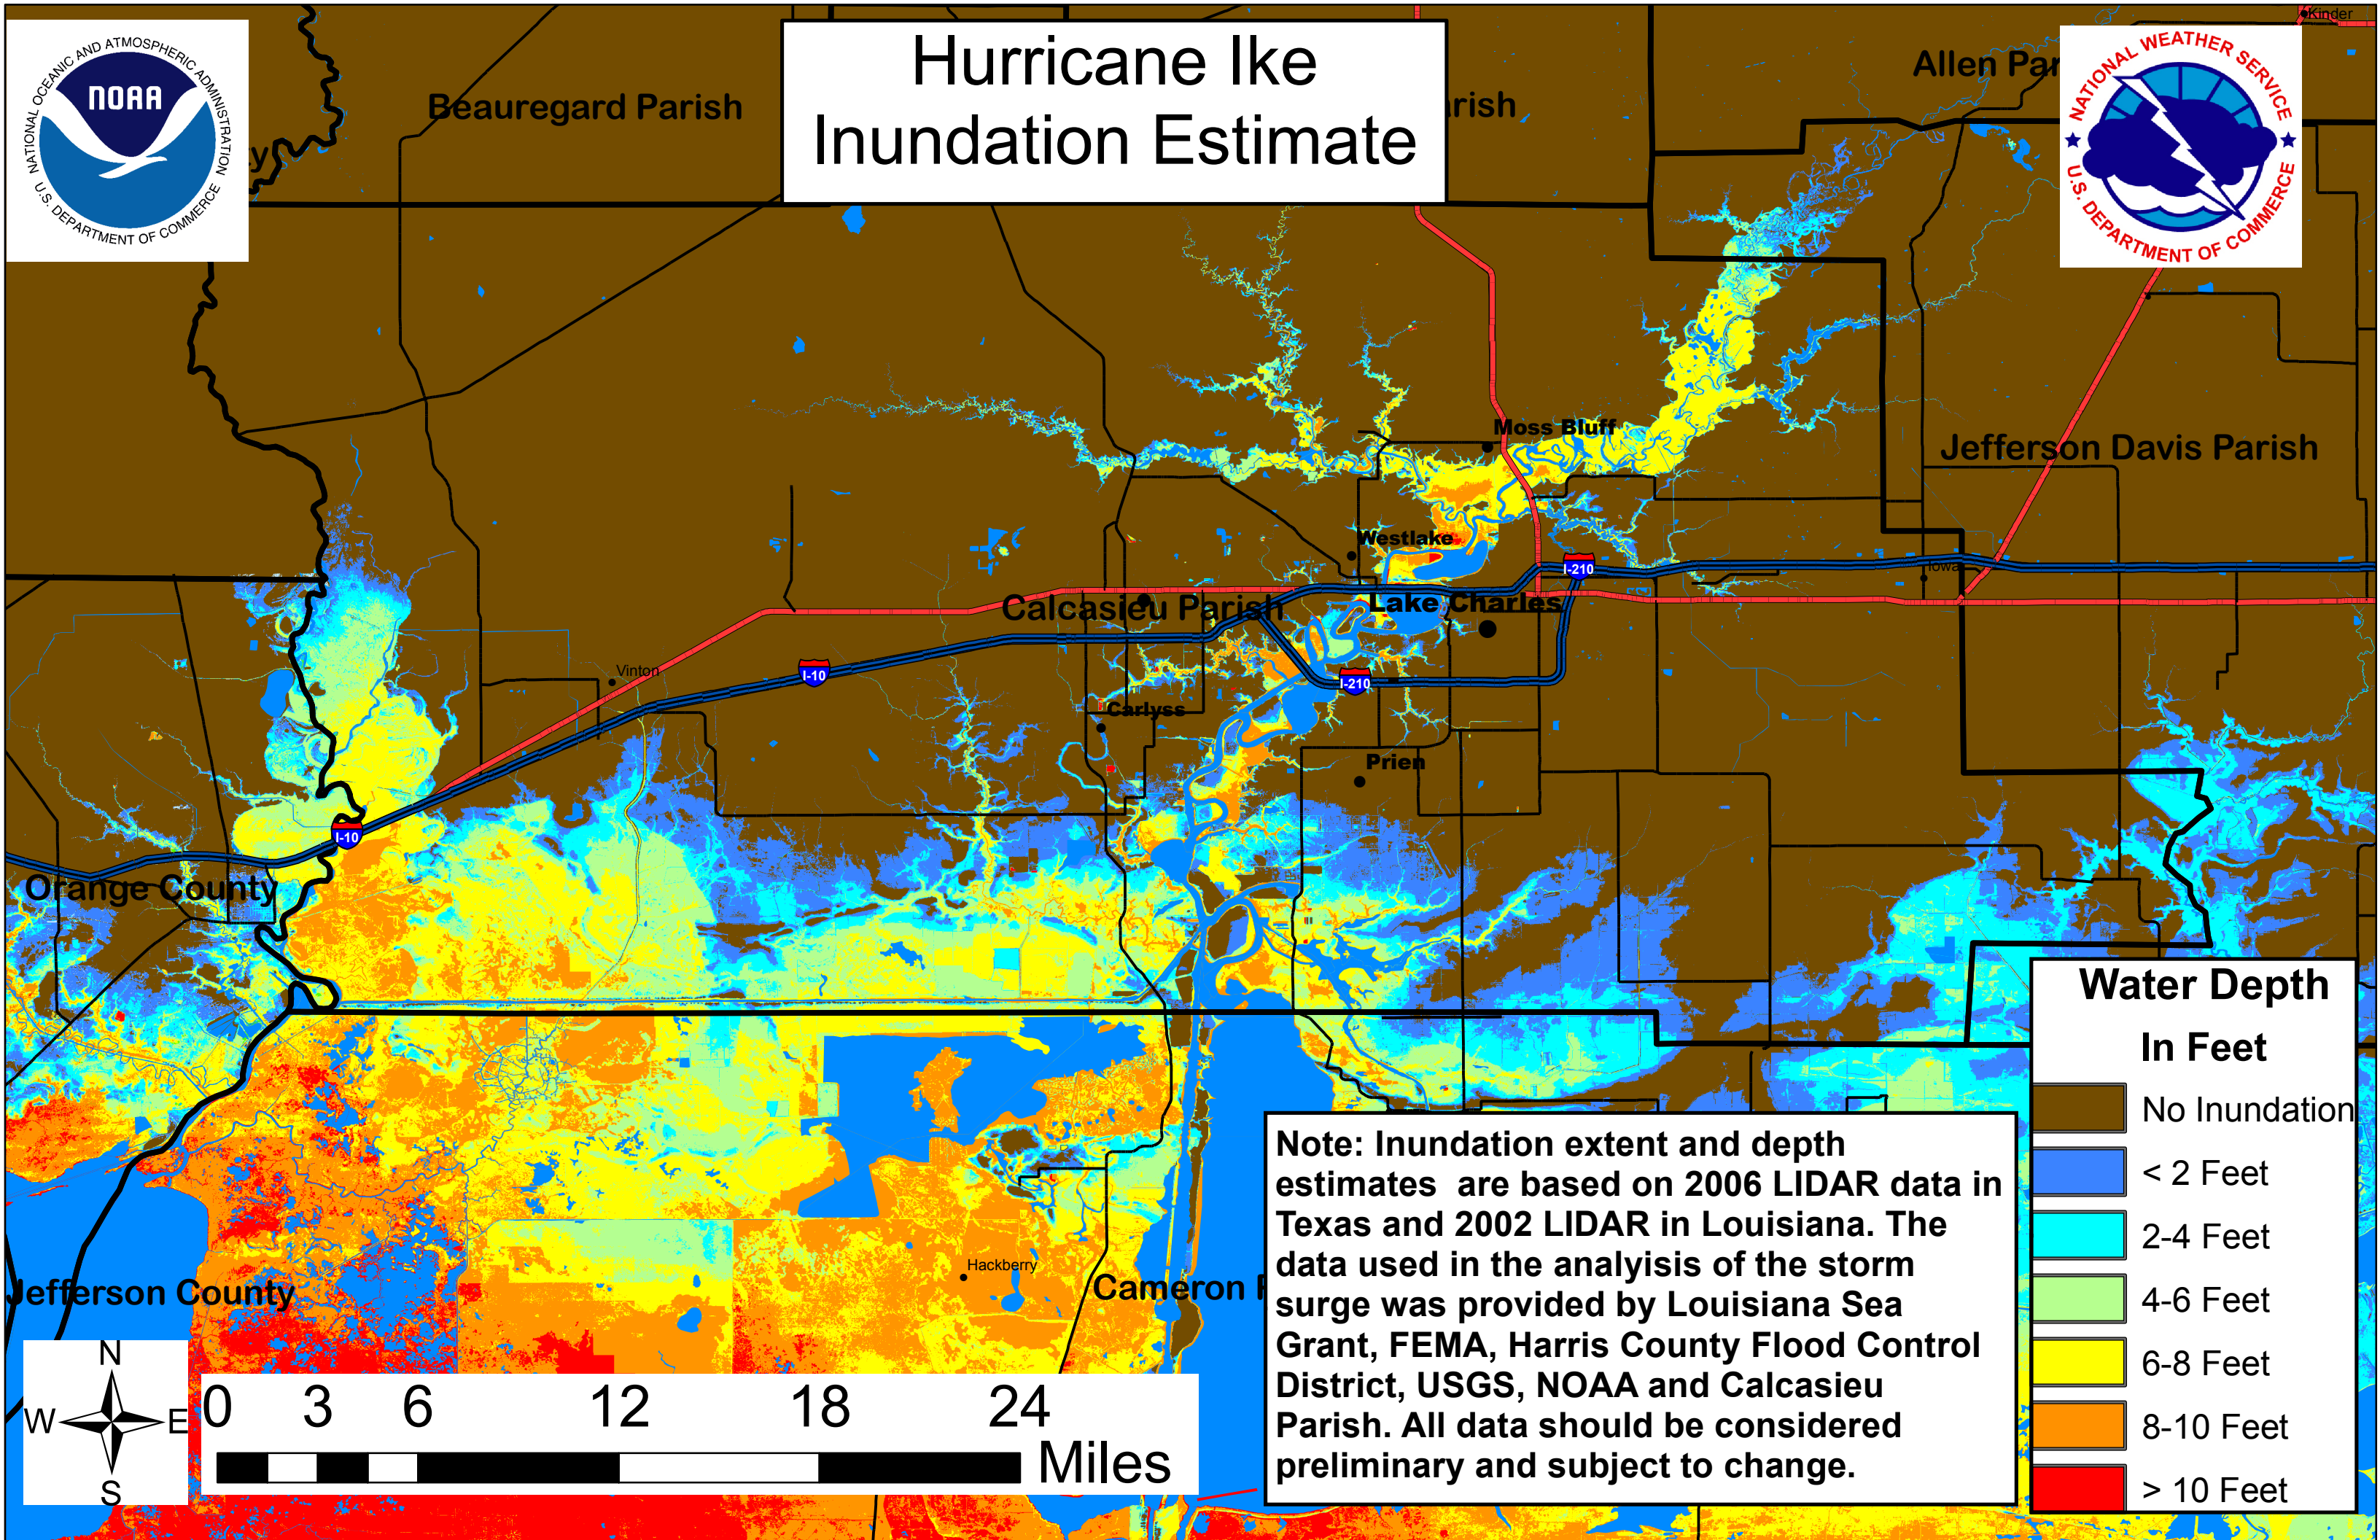 Hurricane Ike
Inundation Estimate
NATIONAL OCEANIC AND ATMOSPHERIC ADMINISTRATION
NOAA
U.S. DEPARTMENT OF COMMERCE
NATIONAL WEATHER SERVICE
U.S. DEPARTMENT OF COMMERCE
Kinder
Beauregard Parish
arish
Allen Par
y
Moss Bluff
Jefferson Davis Parish
Westlake
I-210
Iowa
Calcasieu Parish
Lake Charles
Vinton
I-10
I-210
Carlyss
Prien
I-10
Orange County
Hackberry
Jefferson County
Cameron
Water Depth
In Feet
No Inundation
< 2 Feet
2-4 Feet
4-6 Feet
6-8 Feet
8-10 Feet
> 10 Feet
Note: Inundation extent and depth
estimates are based on 2006 LIDAR data in
Texas and 2002 LIDAR in Louisiana. The
data used in the analyisis of the storm
surge was provided by Louisiana Sea
Grant, FEMA, Harris County Flood Control
District, USGS, NOAA and Calcasieu
Parish. All data should be considered
preliminary and subject to change.
N
W E
S
0 3 6 12 18 24
Miles